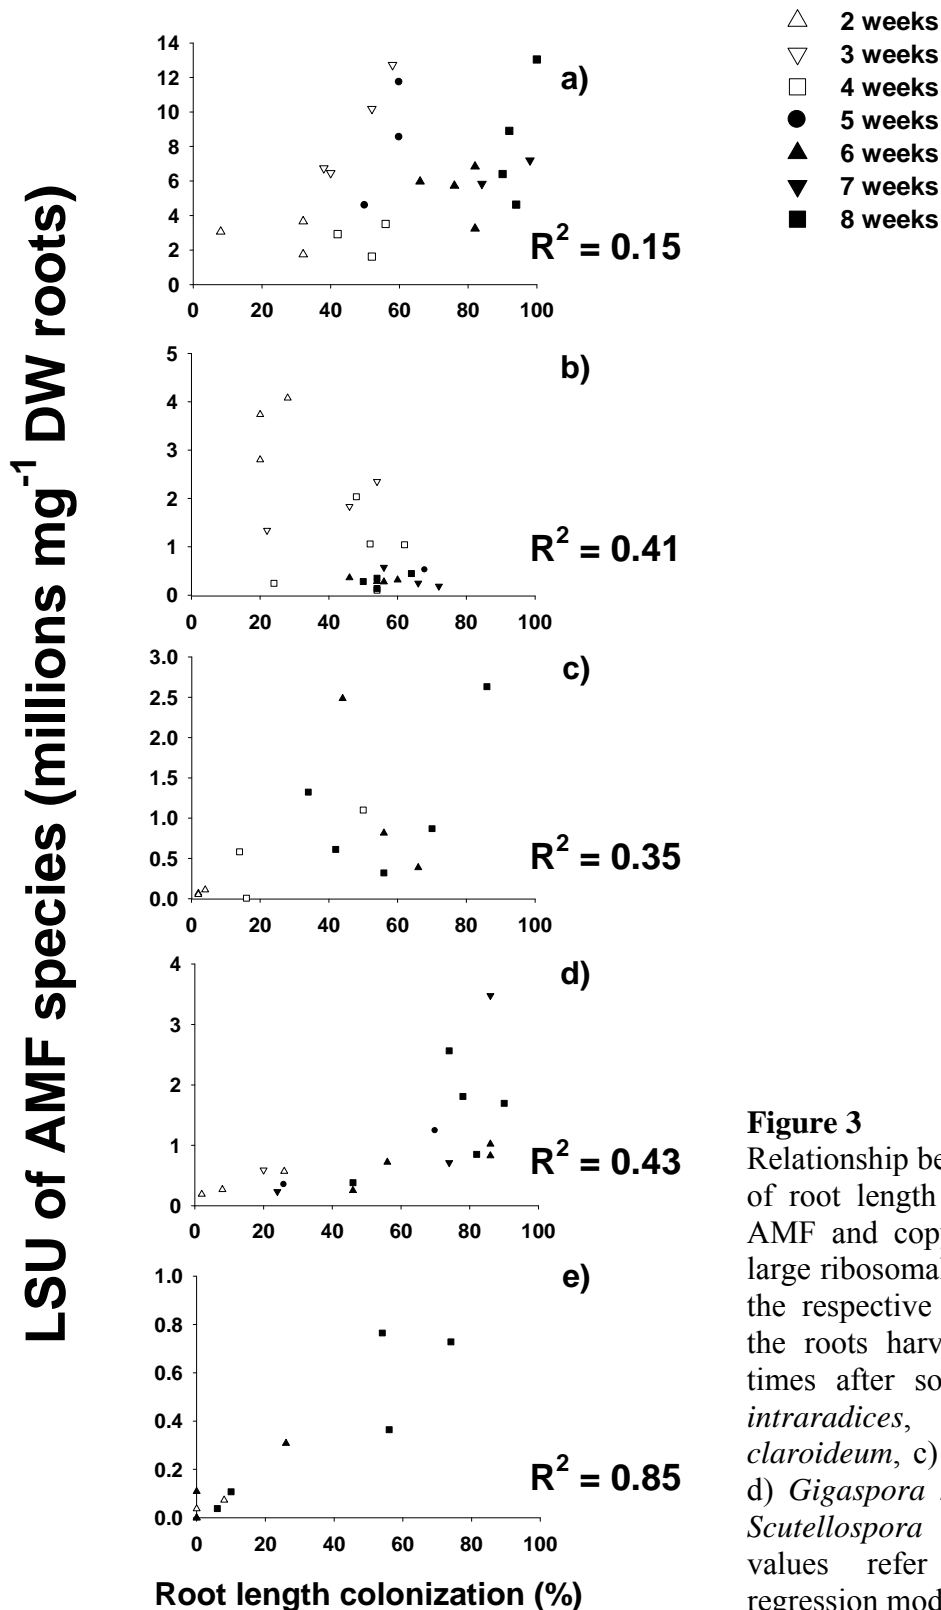 2 weeks
3 weeks
4 weeks
5 weeks
6 weeks
7 weeks
8 weeks
LSU of AMF species (millions mg⁻¹ DW roots)
a)
14
12
10
8
6
4
2
0
R² = 0.15
0 20 40 60 80 100
b)
5
4
3
2
1
0
R² = 0.41
0 20 40 60 80 100
c)
3.0
2.5
2.0
1.5
1.0
0.5
0.0
R² = 0.35
0 20 40 60 80 100
d)
4
3
2
1
0
R² = 0.43
0 20 40 60 80 100
e)
1.0
0.8
0.6
0.4
0.2
0.0
R² = 0.85
0 20 40 60 80 100
Root length colonization (%)
Figure 3
Relationship be
of root length
AMF and cop
large ribosomal
the respective
the roots harv
times after so
intraradices,
claroideum, c)
d) Gigaspora
Scutellospora
values refer
regression mod